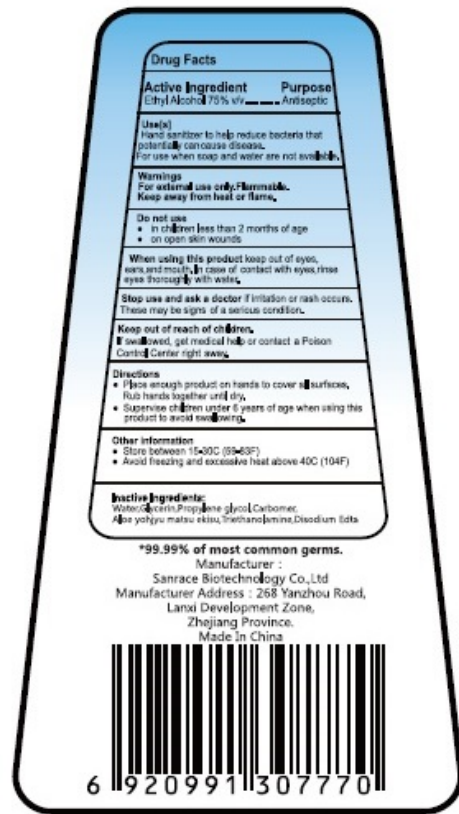 Drug Facts
Active Ingredient Purpose
Ethyl Alcohol 75% v/v Antiseptic
Use(s)
Hand sanitizer to help reduce bacteria that
potentially can cause disease.
For use when soap and water are not available.
Warnings
For external use only.Flammable.
Keep away from heat or flame.
Do not use
• in children less than 2 months of age
• on open skin wounds
When using this product keep out of eyes,
ears,and mouth. In case of contact with eyes,rinse
eyes thoroughly with water.
Stop use and ask a doctor if irritation or rash occurs.
These may be signs of a serious condition.
Keep out of reach of children.
If swallowed, get medical help or contact a Poison
Control Center right away.
Directions
• Place enough product on hands to cover all surfaces.
Rub hands together until dry.
• Supervise children under 6 years of age when using this
product to avoid swallowing.
Other information
• Store between 15-30C (59-83F)
• Avoid freezing and excessive heat above 40C (104F)
Inactive Ingredients:
Water,Glycerin,Propylene glycol,Carbomer,
Aloe yohjyu matsu ekisu,Triethanolamine,Disodium Edta
*99.99% of most common germs.
Manufacturer :
Sanrace Biotechnology Co.,Ltd
Manufacturer Address : 268 Yanzhou Road,
Lanxi Development Zone,
Zhejiang Province.
Made In China
6 920991 307770